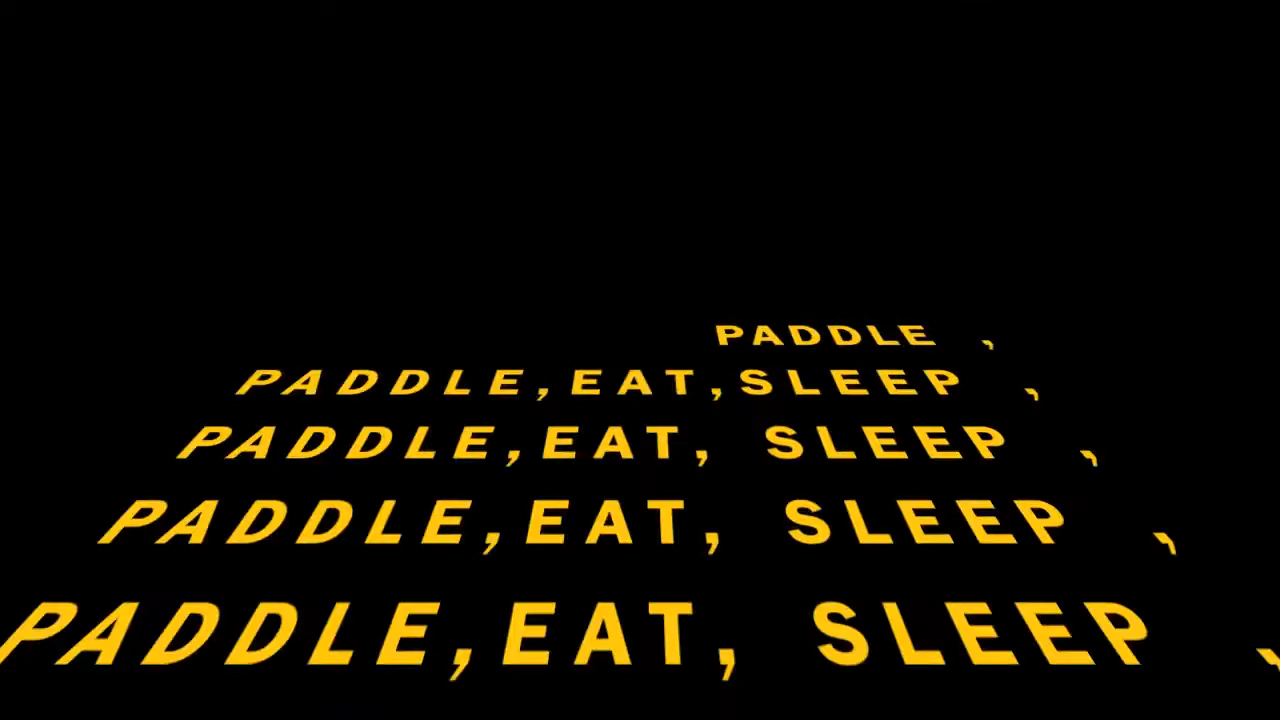 PADDLE ,
PADDLE,EAT,SLEEP ,
PADDLE,EAT, SLEEP ,
PADDLE,EAT, SLEEP ,
PADDLE,EAT, SLEEP ,